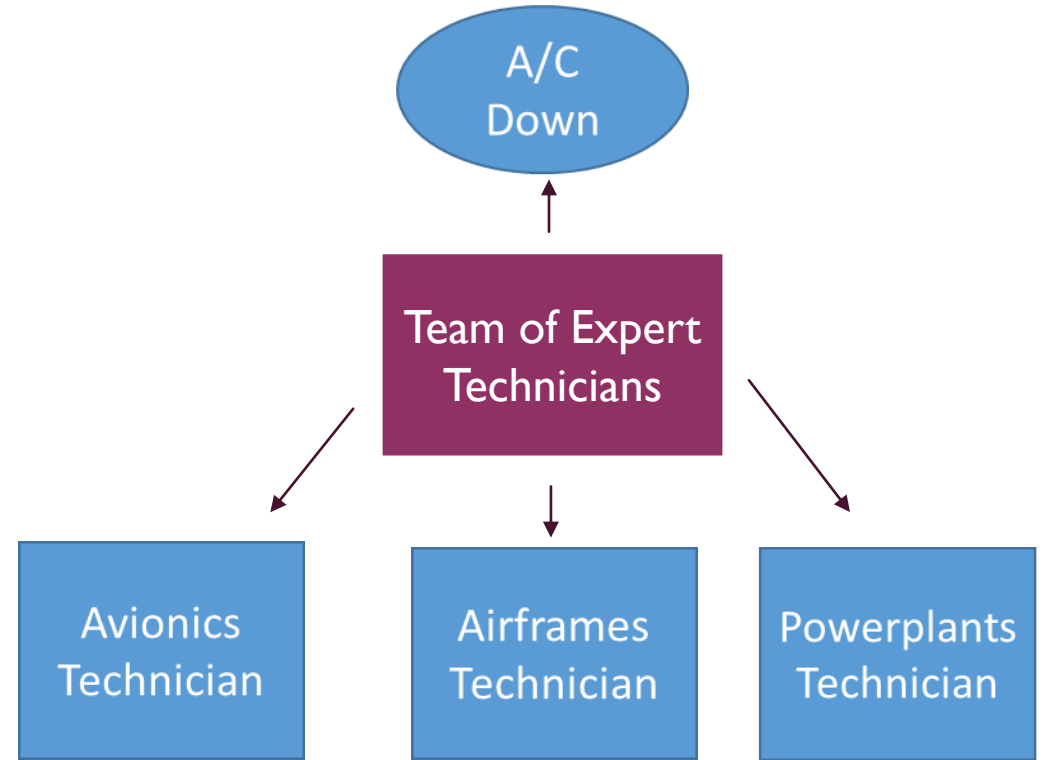 A/C
Down
Team of Expert
Technicians
Avionics
Technician
Airframes
Technician
Powerplants
Technician